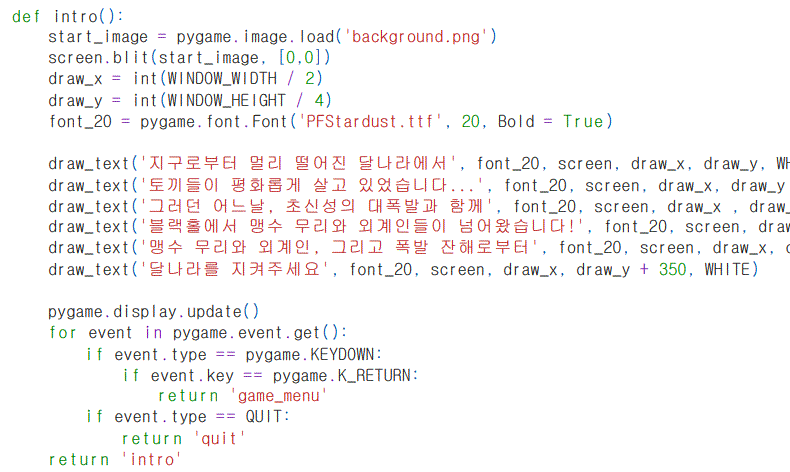 def intro():
    start_image = pygame.image.load('background.png')
    screen.blit(start_image, [0,0])
    draw_x = int(WINDOW_WIDTH / 2)
    draw_y = int(WINDOW_HEIGHT / 4)
    font_20 = pygame.font.Font('PFStardust.ttf', 20, Bold = True)
    draw_text('지구로부터 멀리 떨어진 달나라에서', font_20, screen, draw_x, draw_y, WH
    draw_text('토끼들이 평화롭게 살고 있었습니다...', font_20, screen, draw_x, draw_y
    draw_text('그러던 어느날, 초신성의 대폭발과 함께', font_20, screen, draw_x , draw_
    draw_text('블랙홀에서 맹수 무리와 외계인들이 넘어왔습니다!', font_20, screen, draw
    draw_text('맹수 무리와 외계인, 그리고 폭발 잔해로부터', font_20, screen, draw_x,
    draw_text('달나라를 지켜주세요', font_20, screen, draw_x, draw_y + 350, WHITE)
    pygame.display.update()
    for event in pygame.event.get():
        if event.type == pygame.KEYDOWN:
            if event.key == pygame.K_RETURN:
                return 'game_menu'
        if event.type == QUIT:
            return 'quit'
    return 'intro'